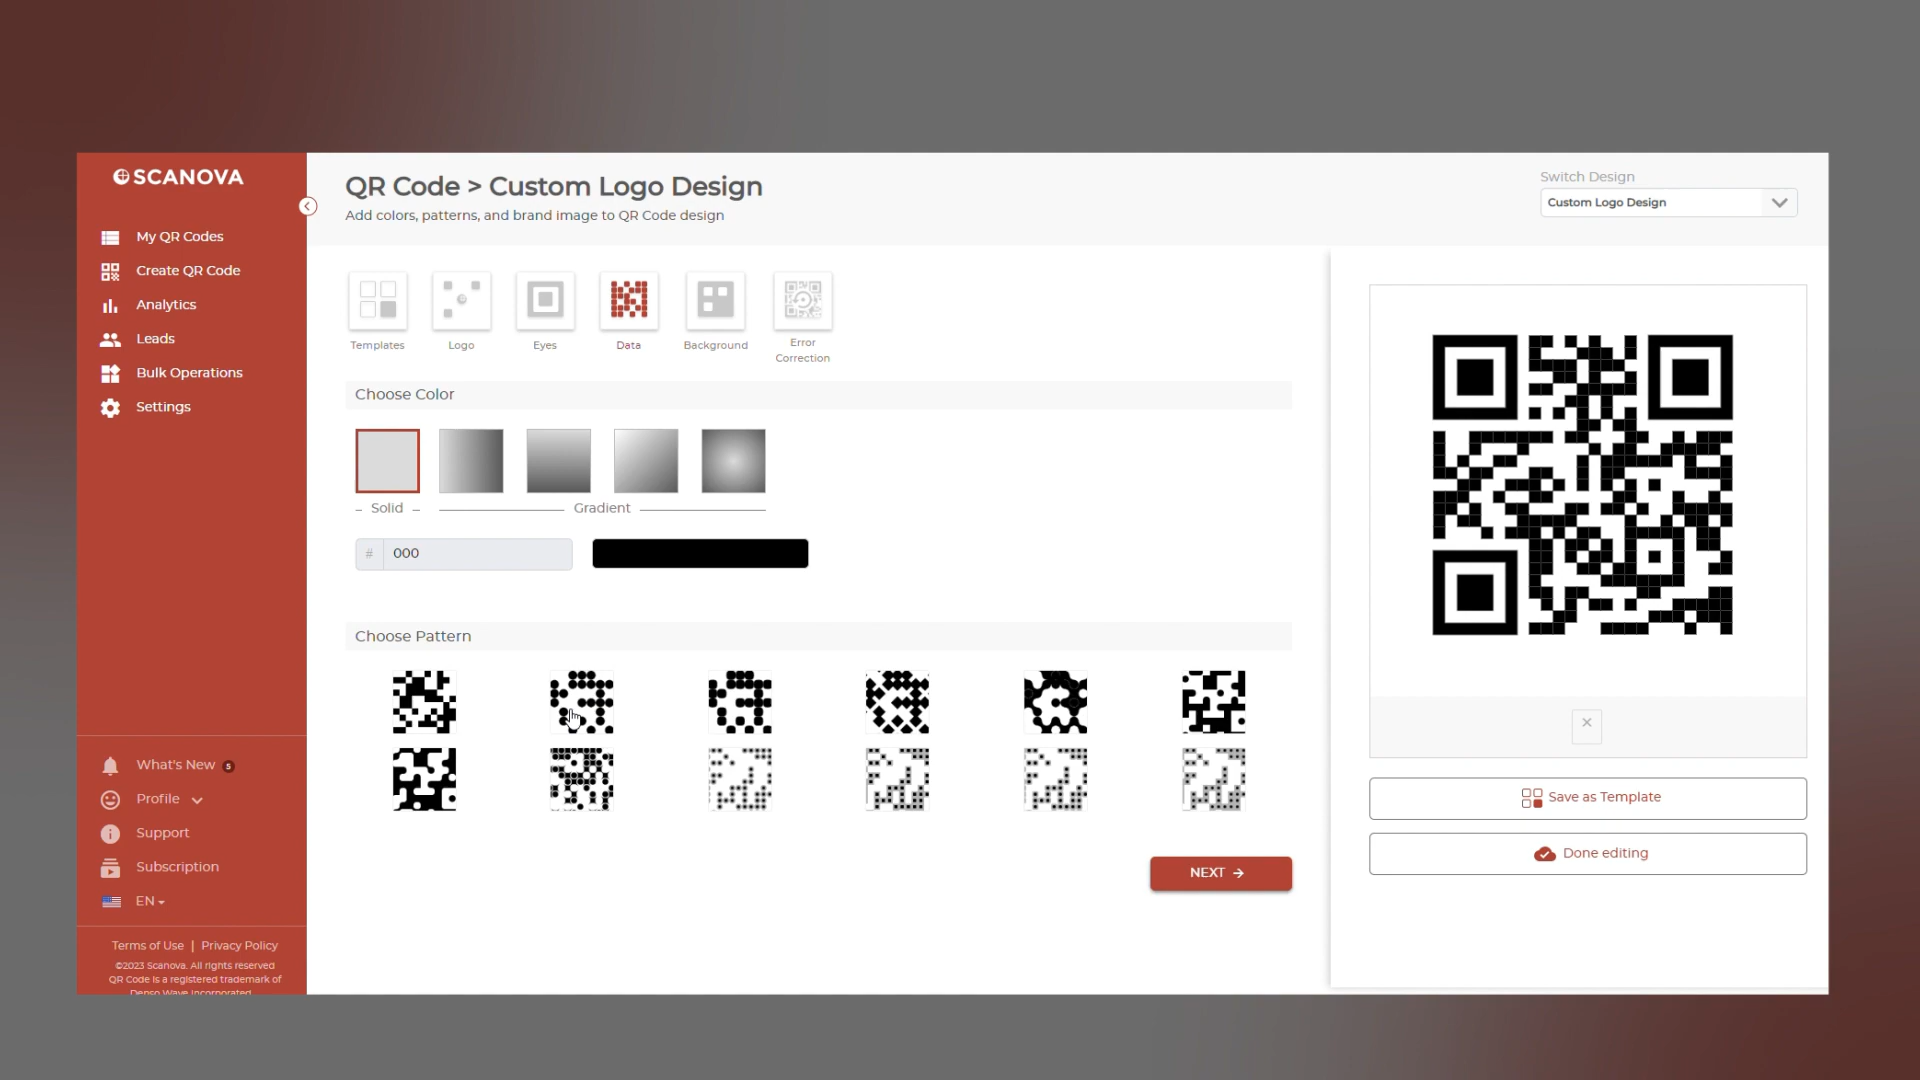 SCANOVA
My QR Codes
Create QR Code
Analytics
Leads
Bulk Operations
Settings
What's New 5
Profile
Support
Subscription
EN
Terms of Use | Privacy Policy
©2023 Scanova. All rights reserved
QR Code is a registered trademark of
Denso Wave Incorporated
QR Code > Custom Logo Design
Add colors, patterns, and brand image to QR Code design
Switch Design
Custom Logo Design
Templates
Logo
Eyes
Data
Background
Error
Correction
Choose Color
Solid
Gradient
# 000
Choose Pattern
NEXT →
Save as Template
Done editing